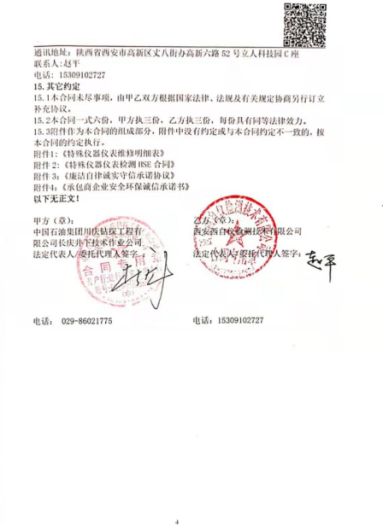 通讯地址：陕西省西安市高新区丈八街办高新六路52号立人科技园C座
联系人:赵平
电话：15309102727
15.其它约定
15.1本合同未尽事项，由甲乙双方根据国家法律、法规及有关规定协商另行订立
补充协议。
15.2本合同一式六份，甲方执三份，乙方执三份，每份具有同等法律效力。
15.3附件作为本合同的组成部分，附件中没有约定或与本合同约定不一致的，按
本合同的约定执行。
附件1:《特殊仪器仪表维修明细表》
附件2:《特殊仪器仪表检测HSE合同》
附件3:《廉洁自律诚实守信承诺协议》
附件4:《承包商企业安全环保诚信承诺书》
以下无正文！
甲方（章）： 乙方（章）：
中国石油集团川庆钻探工程有 西安西自仪检测技术有限公司
限公司长庆井下技术作业公司
法定代表人/委托代理人签字： 法定代表人/委托代理人签字： 赵平
合同专用章
电话： 029-86021775 电话： 15309102727
4